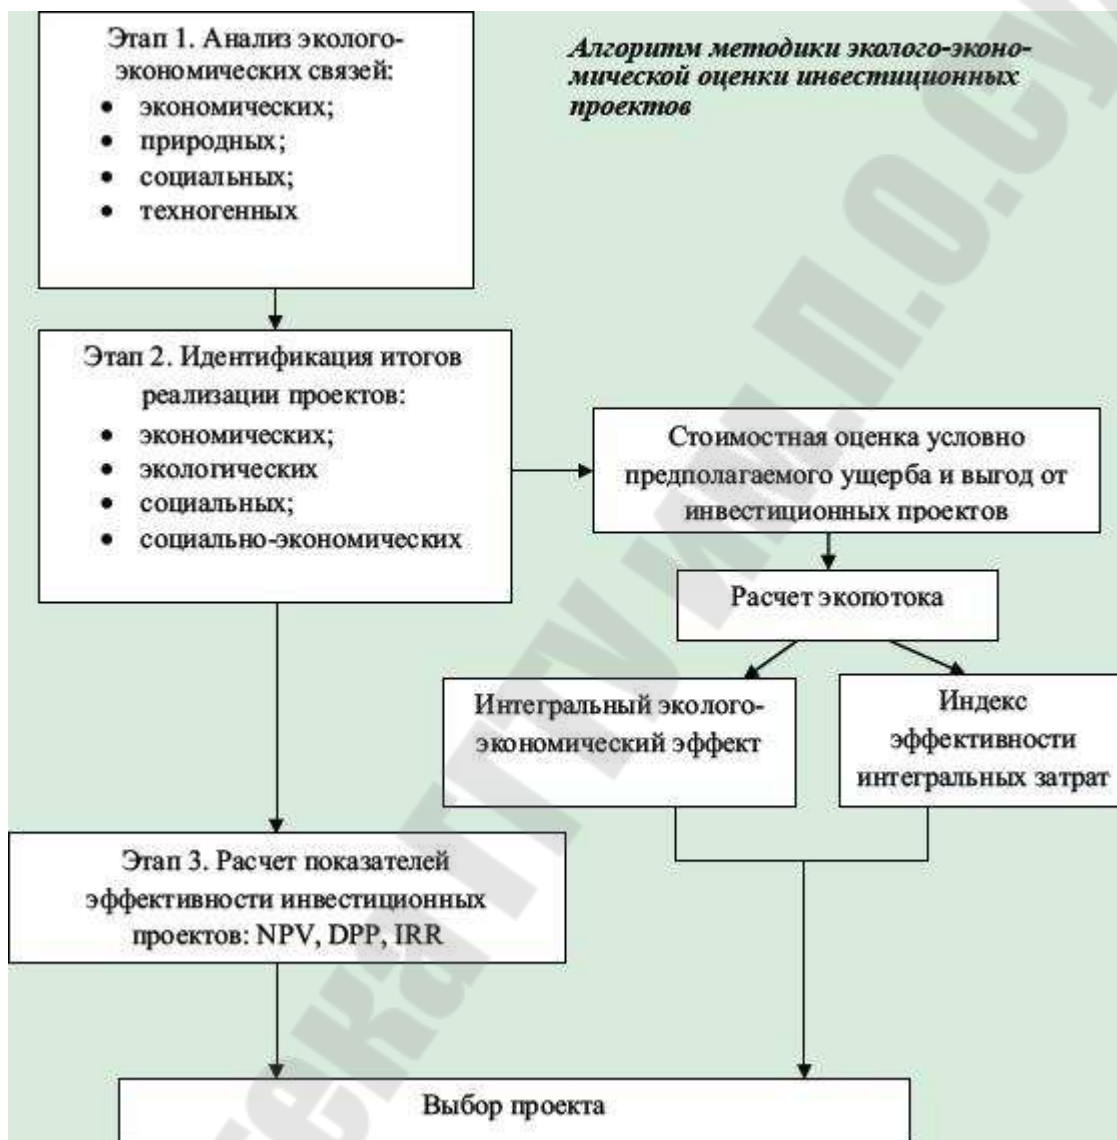 Этап 1. Анализ эколого-
экономических связей:
• экономических;
• природных;
• социальных;
• техногенных
Алгоритм методики эколого-эконо-
мической оценки инвестиционных
проектов
Этап 2. Идентификация итогов
реализации проектов:
• экономических;
• экологических
• социальных;
• социально-экономических
Стоимостная оценка условно
предполагаемого ущерба и выгод от
инвестиционных проектов
Расчет экопотока
Интегральный эколого-
экономический эффект
Индекс
эффективности
интегральных затрат
Этап 3. Расчет показателей
эффективности инвестиционных
проектов: NPV, DPP, IRR
Выбор проекта